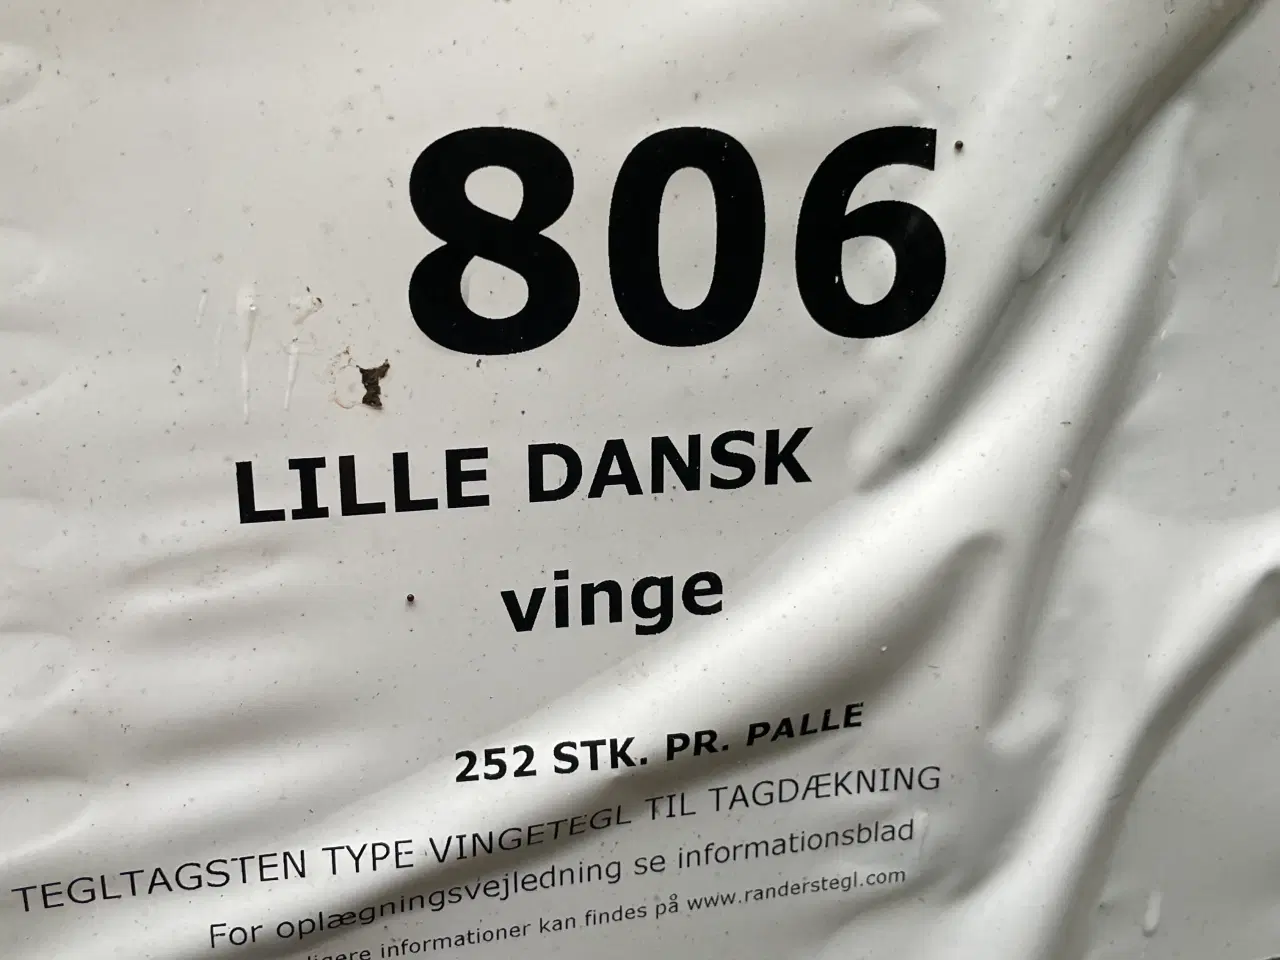 806
LILLE DANSK
vinge
252 STK. PR. PALLE
TEGLTAGSTEN TYPE VINGETEGL TIL TAGDÆKNING
For oplægningsvejledning se informationsblad
informationer kan findes på www.randerstegl.com